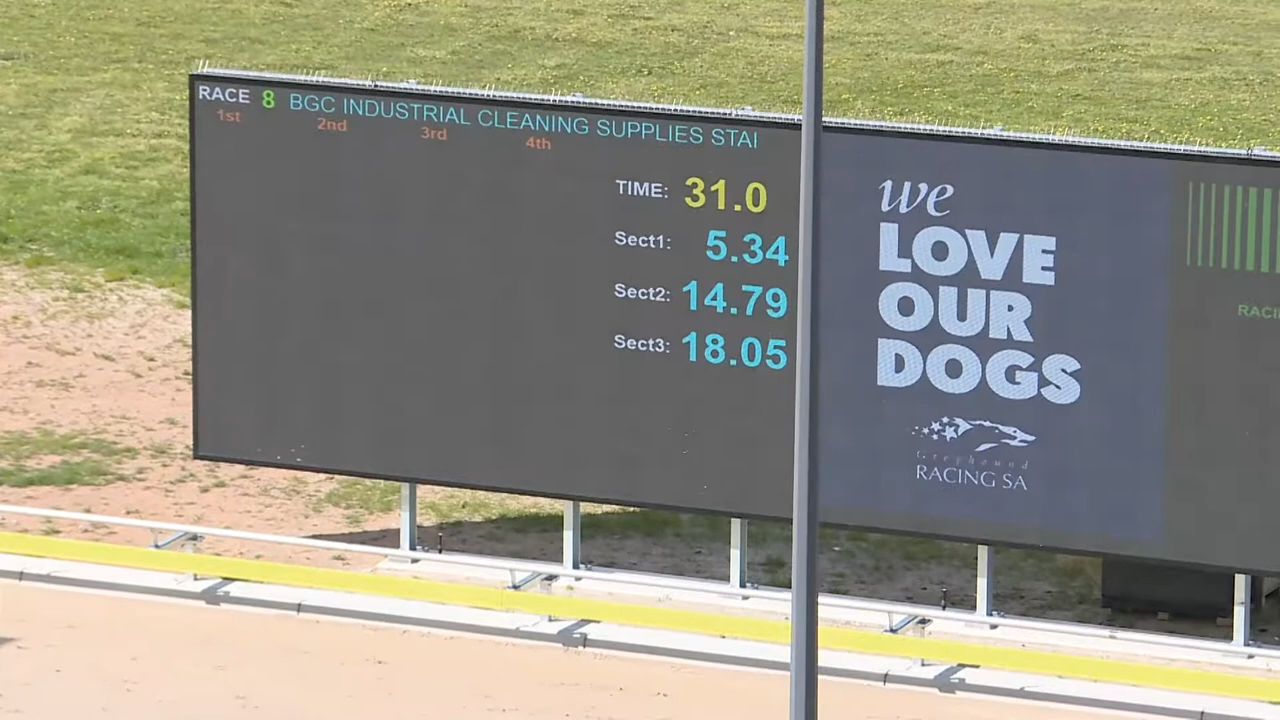 RACE 8 BGC INDUSTRIAL CLEANING SUPPLIES STAI
1st 2nd 3rd 4th
TIME: 31.0
Sect1: 5.34
Sect2: 14.79
Sect3: 18.05
we
LOVE
OUR
DOGS
Greyhound
RACING SA
RACI